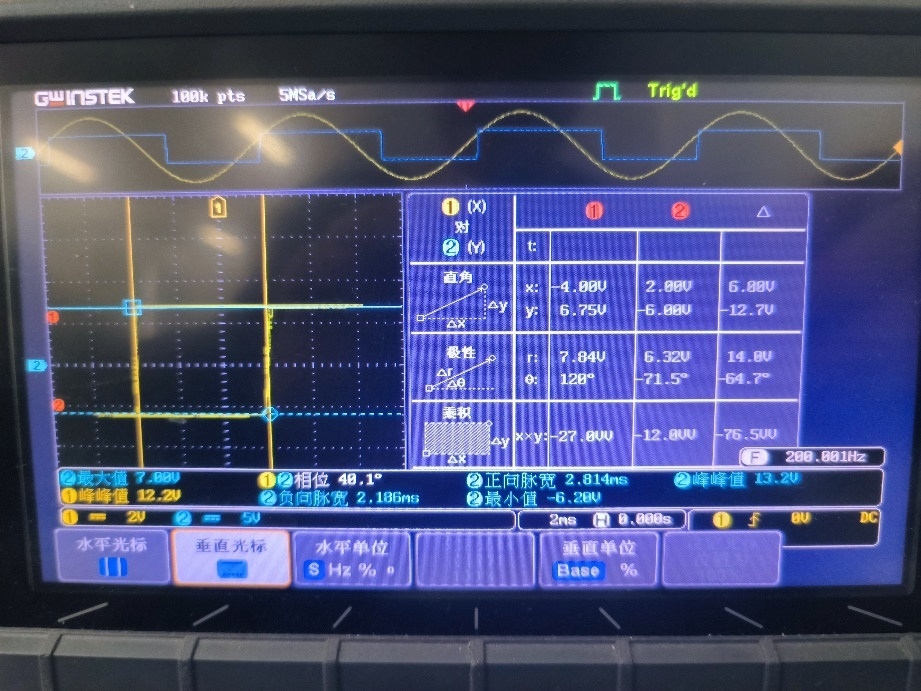 GWINSTEK 100k pts 5MSa/s Trig'd
2
1
1 (X)
对
2 (Y)
1 2 △
t:
直角
△y
△x
x: -4.00V 2.00V 6.00V
y: 6.75V -6.00V -12.7V
极性
△r
△θ
r: 7.84V 6.32V 14.0V
θ: 120° -71.5° -64.7°
乘积
△y
△x
x×y: -27.0VV -12.0VV -76.5VV
1
2
2
F 200.001Hz
2最大值 7.00V 12相位 40.1° 2正向脉宽 2.814ms 2峰峰值 13.2V
1峰峰值 12.2V 2负向脉宽 2.186ms 2最小值 -6.20V
1 2V 2 5V 2ms H 0.000s 1 0V DC
水平光标 垂直光标 水平单位 垂直单位
S Hz % ° Base %